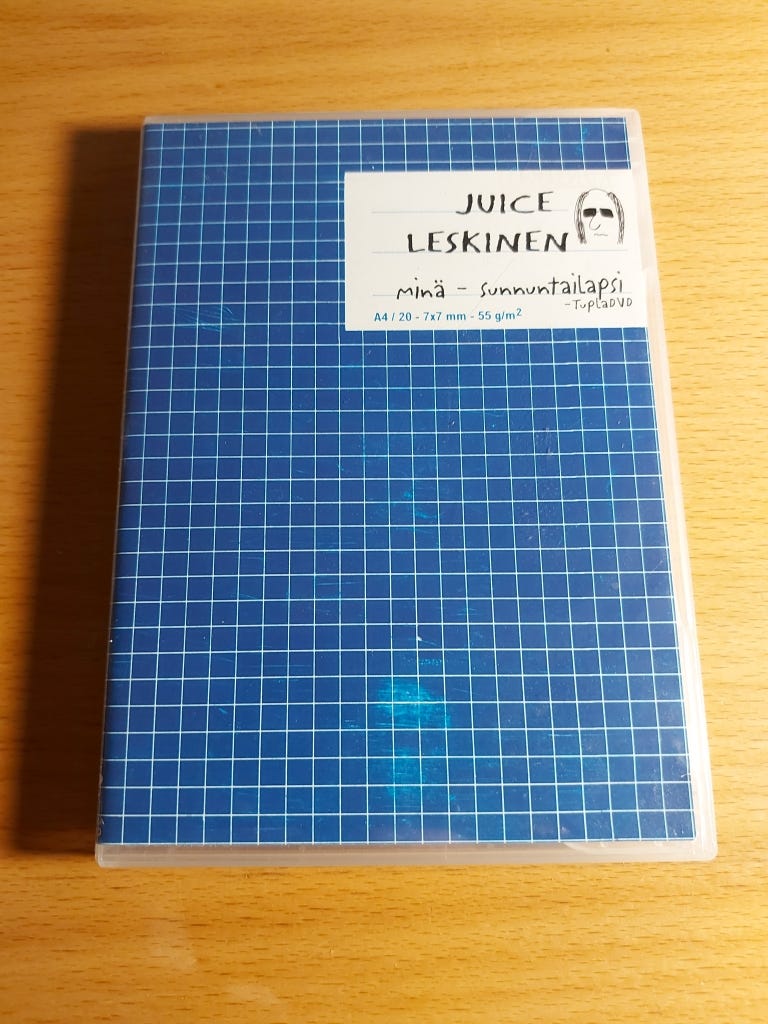 JUICE
LESKINEN
minä - sunnuntailapsi
-TUPLADVD
A4 / 20 - 7x7 mm - 55 g/m²